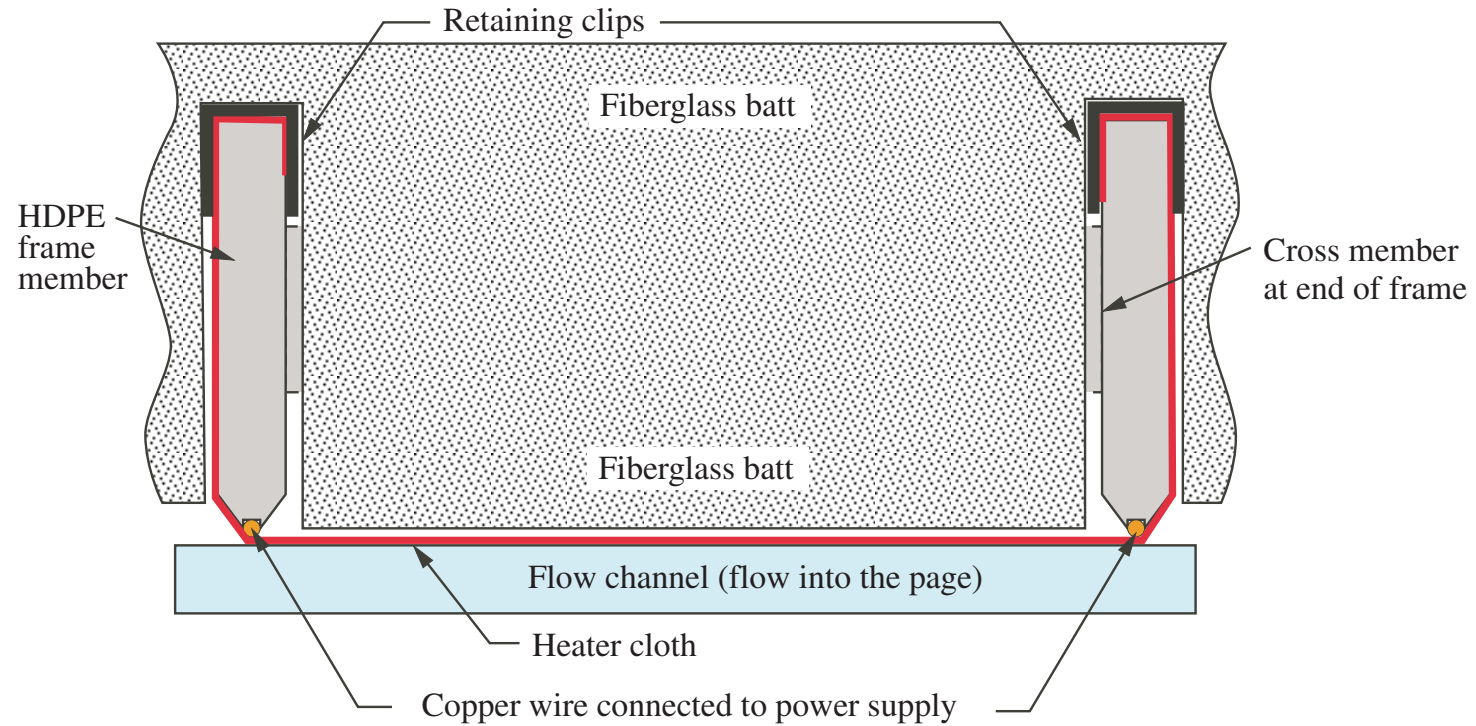 Retaining clips
Fiberglass batt
HDPE
frame
member
Cross member
at end of frame
Fiberglass batt
Flow channel (flow into the page)
Heater cloth
Copper wire connected to power supply